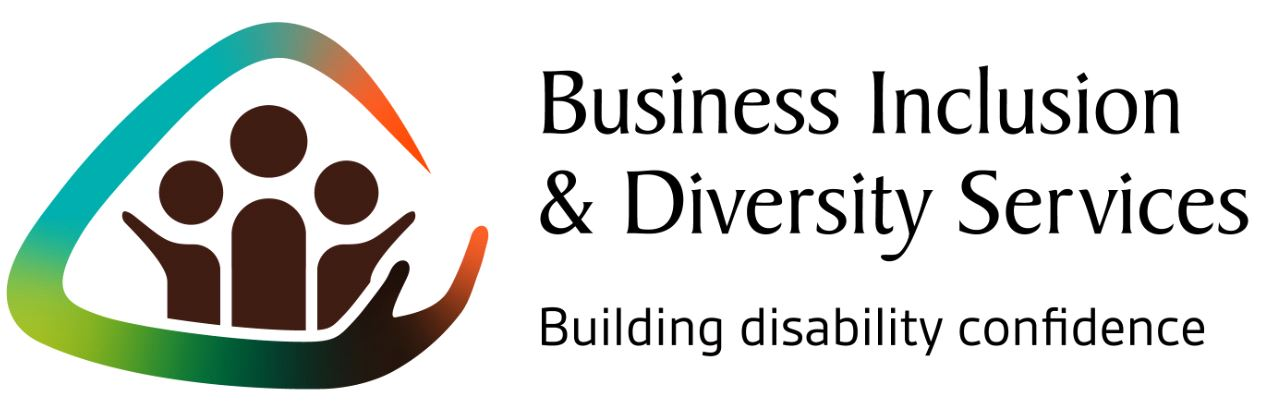 Business Inclusion
& Diversity Services
Building disability confidence